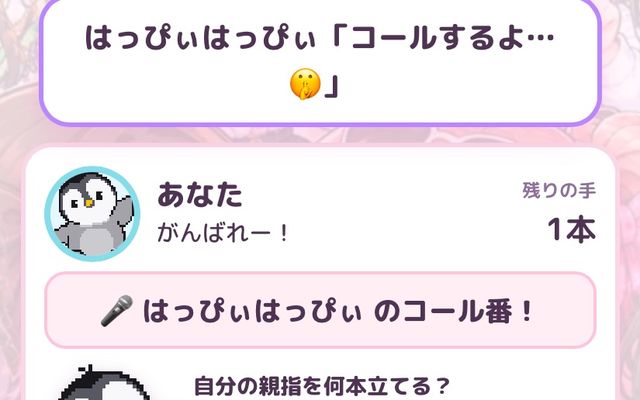 はっぴぃはっぴぃ「コールするよ…
🤫」
あなた
がんばれー！
残りの手
1本
🎤 はっぴぃはっぴぃ のコール番！
自分の親指を何本立てる？